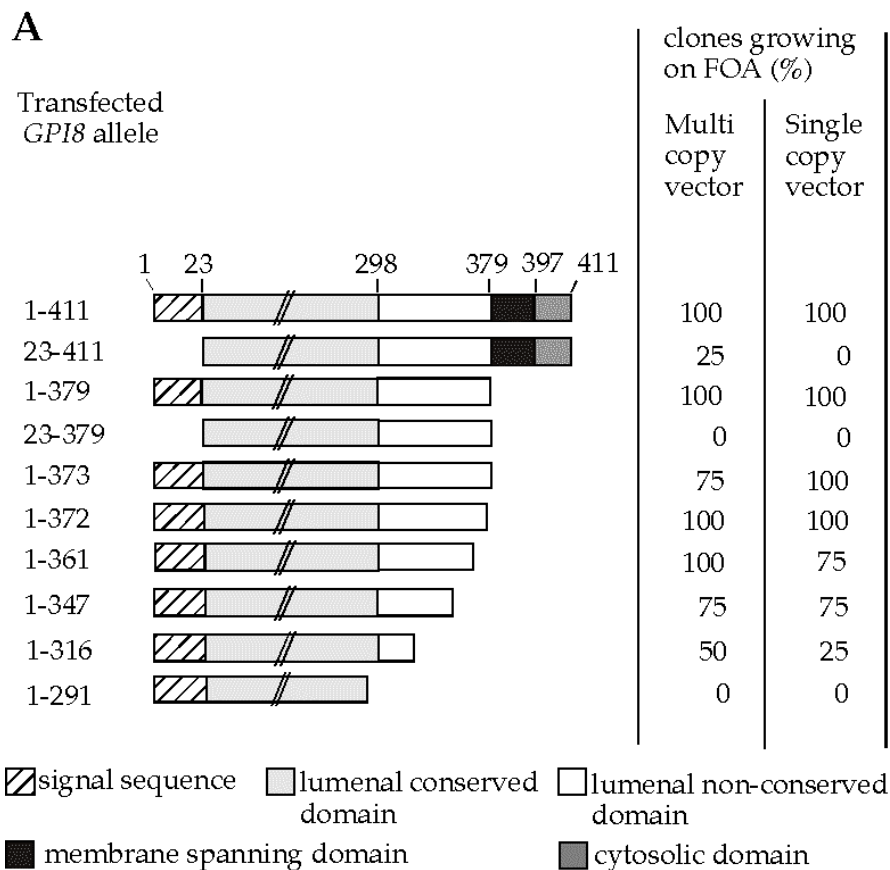 A
Transfected
GPI8 allele
clones growing
on FOA (%)
Multi
copy
vector
Single
copy
vector
1 23 298 379 397 411
1-411 100 100
23-411 25 0
1-379 100 100
23-379 0 0
1-373 75 100
1-372 100 100
1-361 100 75
1-347 75 75
1-316 50 25
1-291 0 0
signal sequence
lumenal conserved
domain
lumenal non-conserved
domain
membrane spanning domain
cytosolic domain